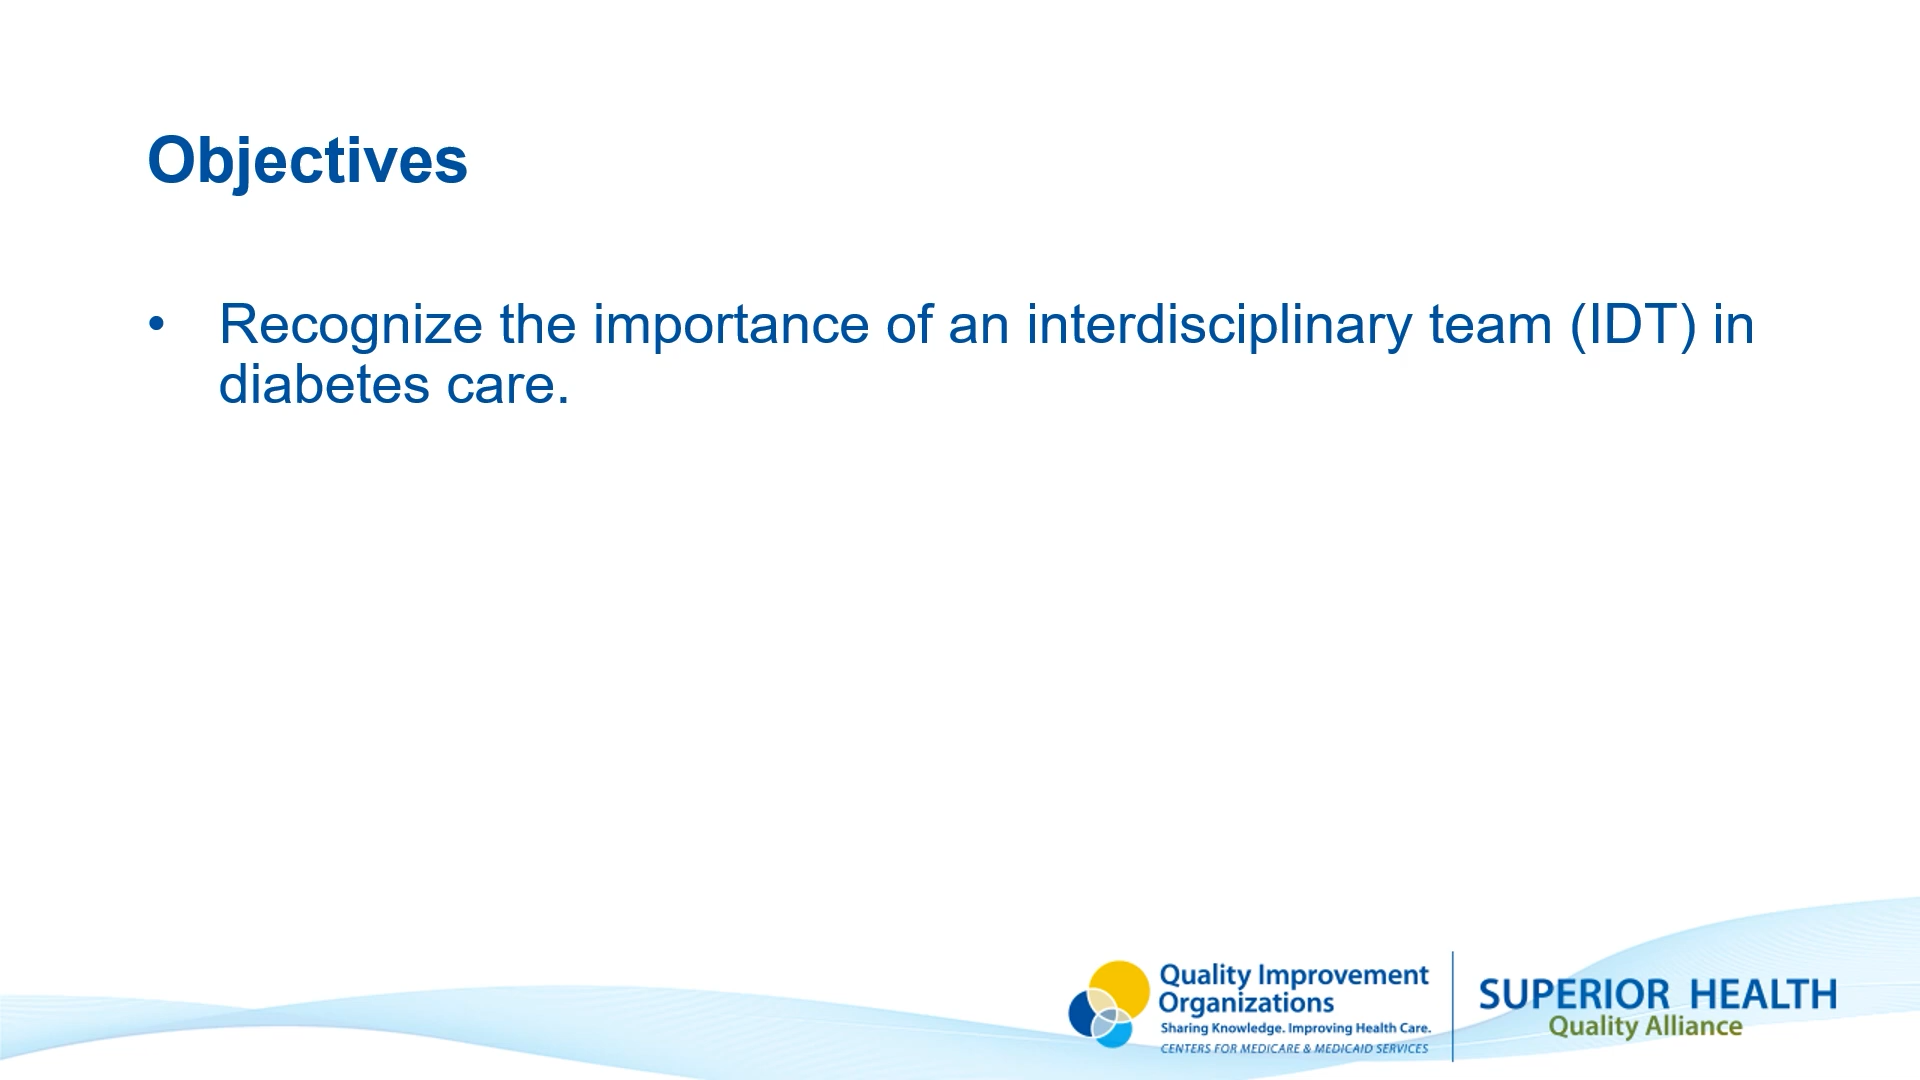 Objectives
• Recognize the importance of an interdisciplinary team (IDT) in
diabetes care.
Quality Improvement
Organizations
Sharing Knowledge. Improving Health Care.
CENTERS FOR MEDICARE & MEDICAID SERVICES
SUPERIOR HEALTH
Quality Alliance